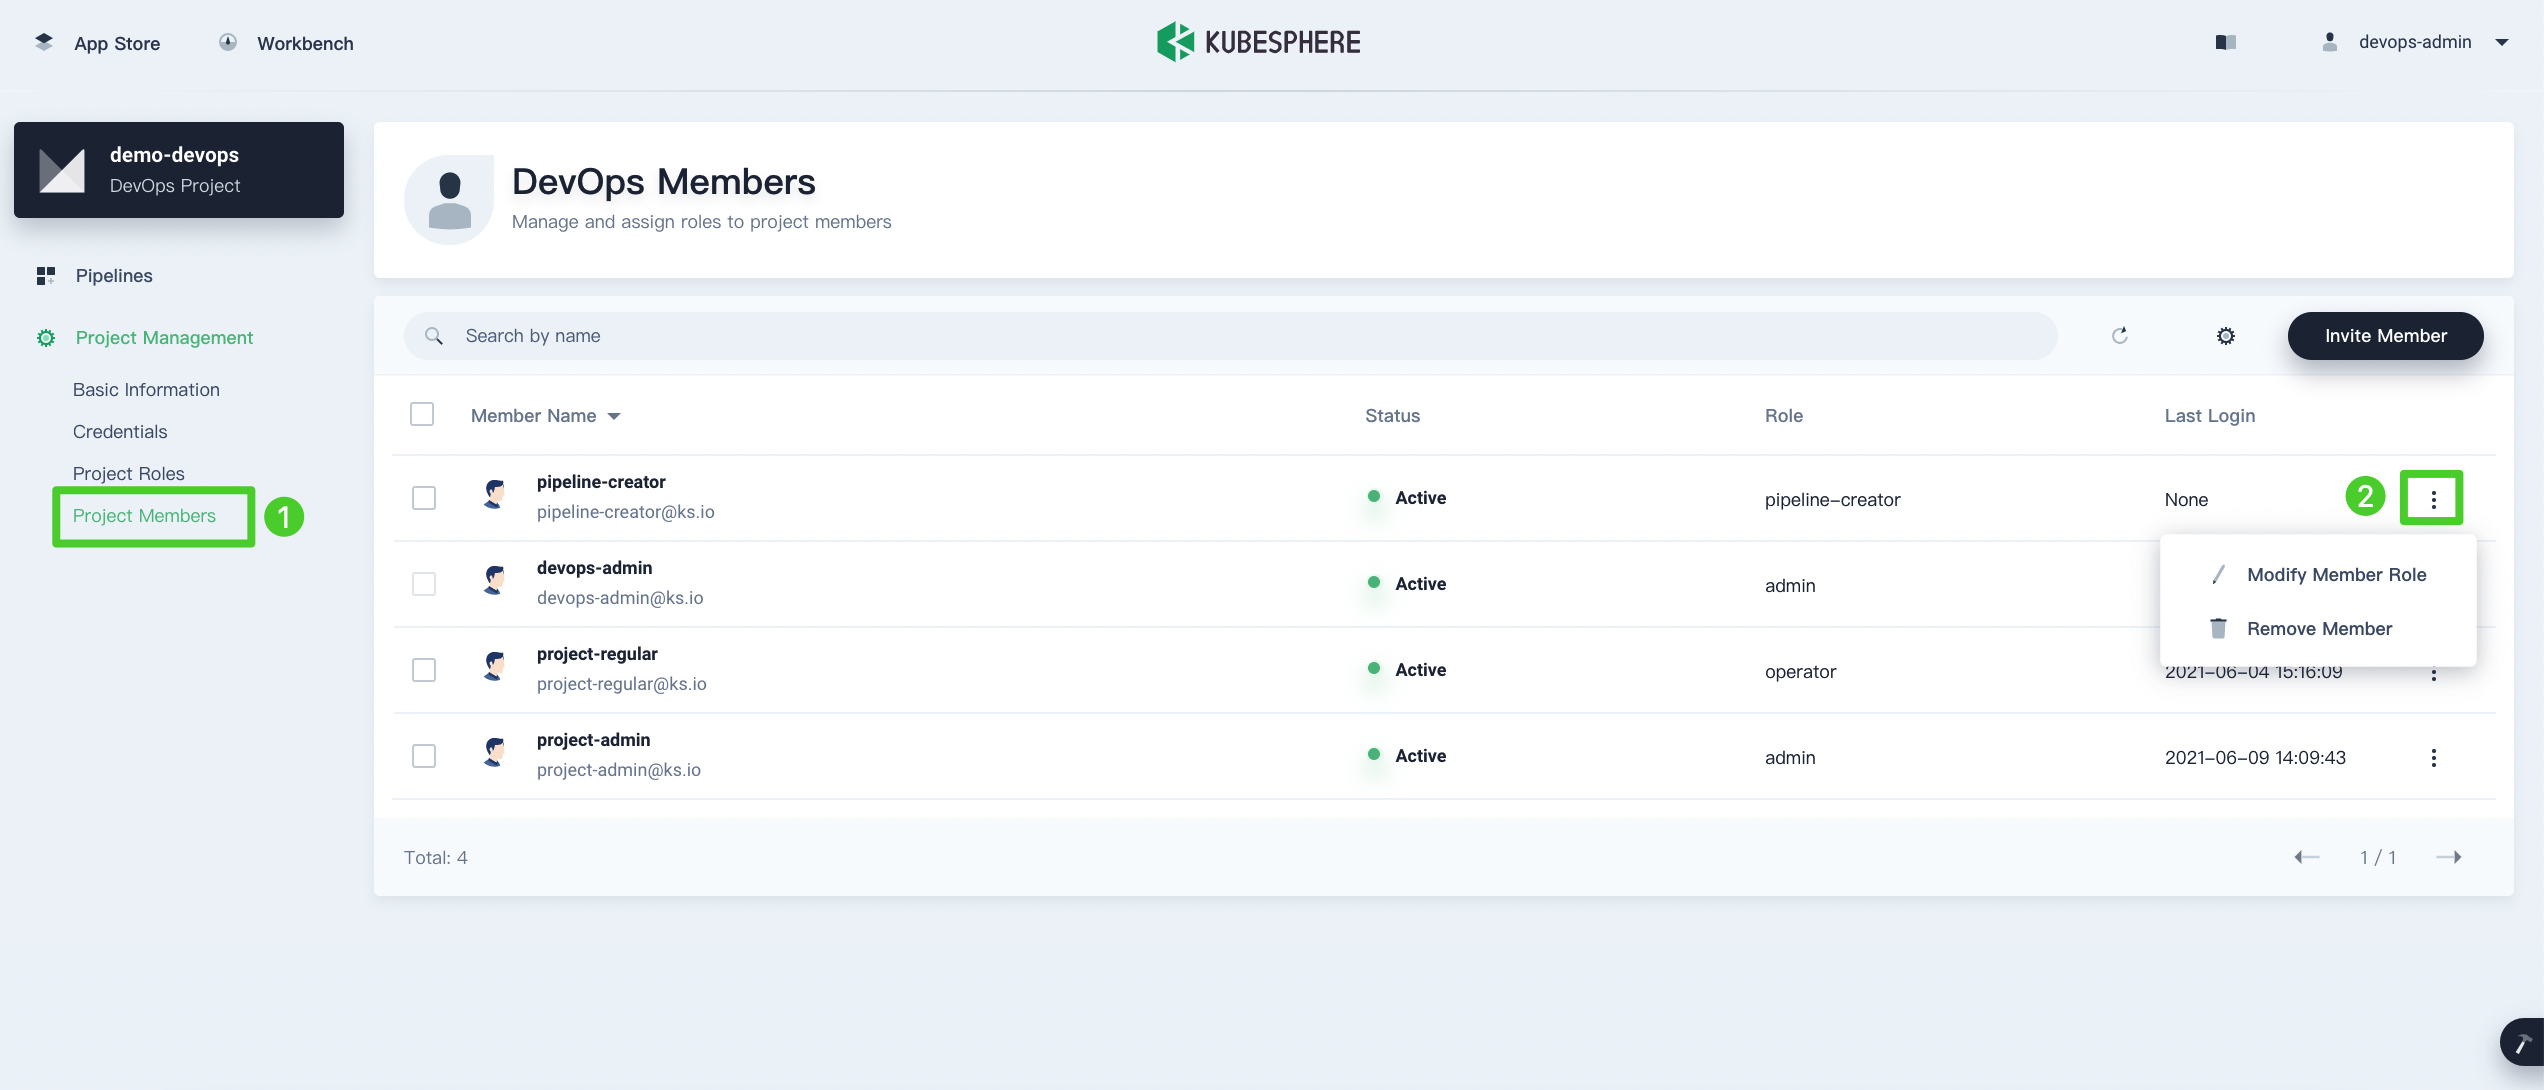 App Store
Workbench
KUBESPHERE
devops-admin
demo-devops
DevOps Project
Pipelines
Project Management
Basic Information
Credentials
Project Roles
Project Members
1
DevOps Members
Manage and assign roles to project members
Search by name
Invite Member
Member Name
Status
Role
Last Login
pipeline-creator
pipeline-creator@ks.io
Active
pipeline-creator
None
2
Modify Member Role
Remove Member
devops-admin
devops-admin@ks.io
Active
admin
project-regular
project-regular@ks.io
Active
operator
2021-06-04 15:16:09
project-admin
project-admin@ks.io
Active
admin
2021-06-09 14:09:43
Total: 4
1 / 1